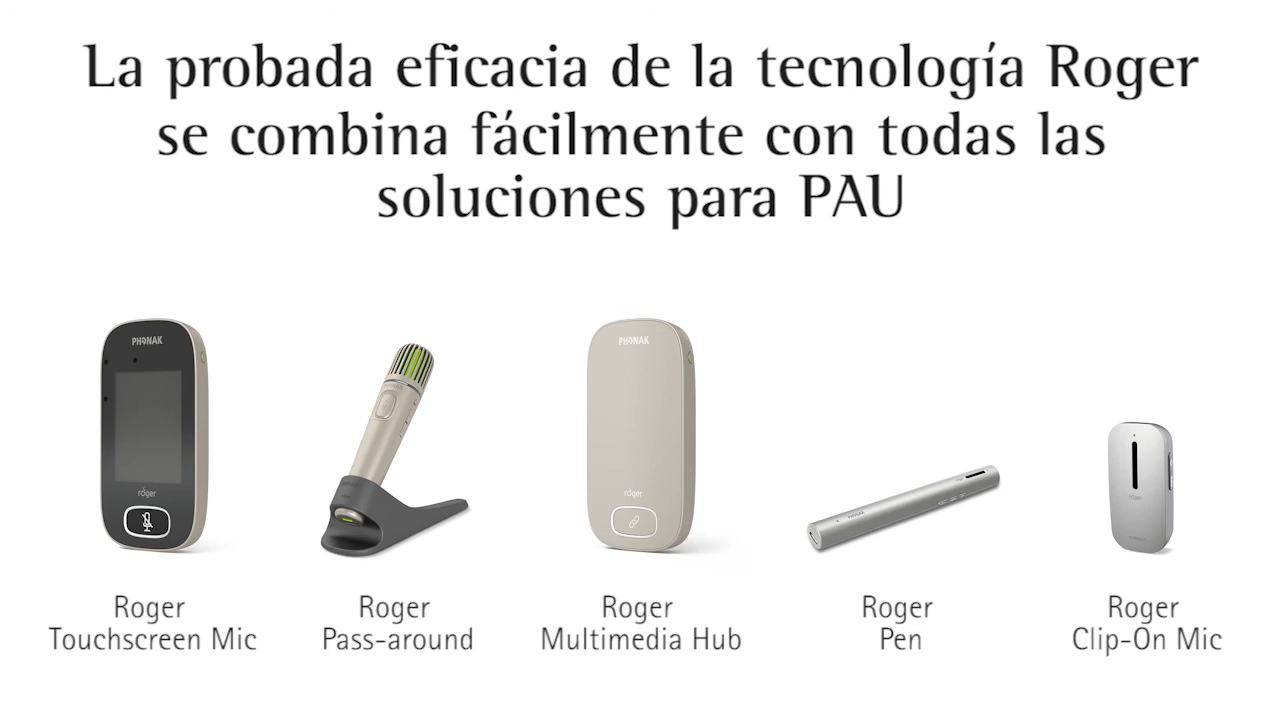 La probada eficacia de la tecnología Roger
se combina fácilmente con todas las
soluciones para PAU
PHONAK
roger
PHONAK
roger
PHONAK
Roger
Touchscreen Mic
Roger
Pass-around
Roger
Multimedia Hub
Roger
Pen
Roger
Clip-On Mic